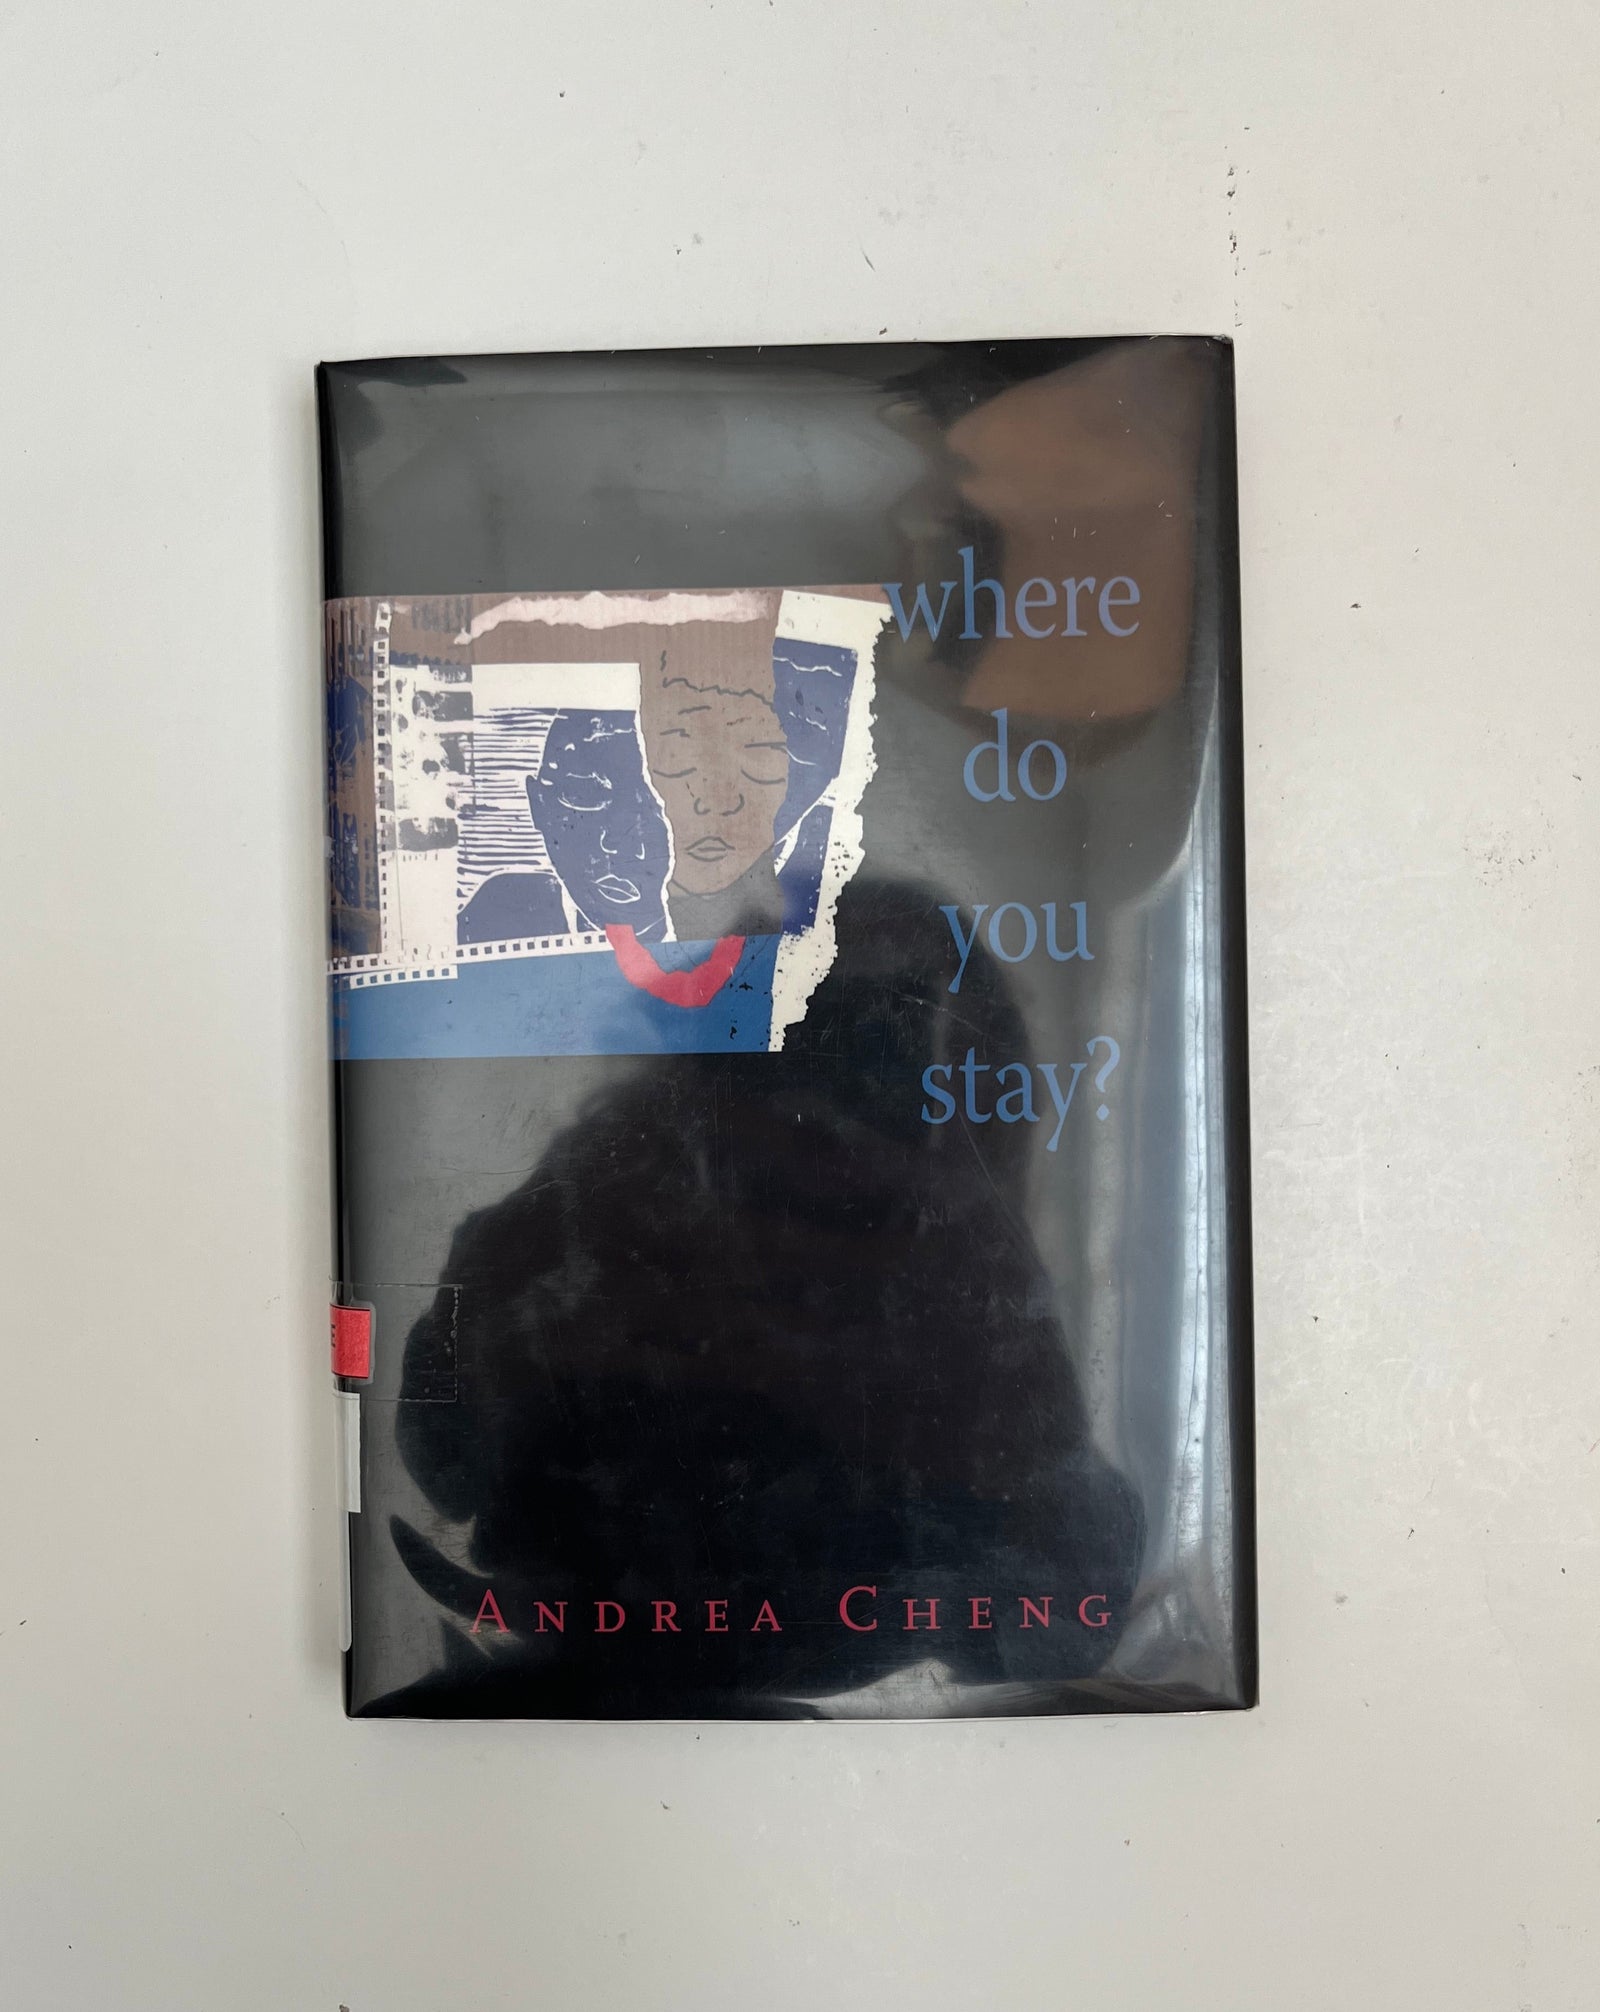 where
do
you
stay?
E
ANDREA CHENG